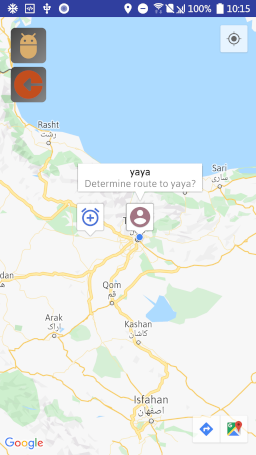 100% 10:15
Rasht
رشت
Sari
ساری
yaya
Determine route to yaya?
T
Qom
قم
dan
Arak
اراک
Kashan
کاشان
Isfahan
اصفهان
Google